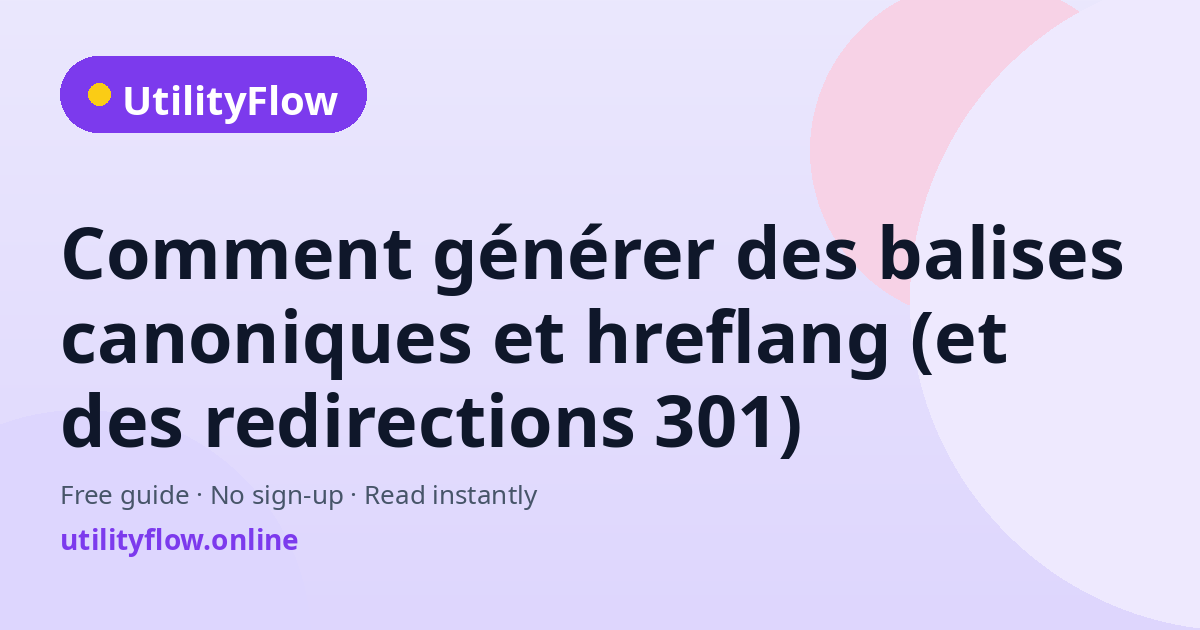 UtilityFlow
Comment générer des balises
canoniques et hreflang (et
des redirections 301)
Free guide · No sign-up · Read instantly
utilityflow.online